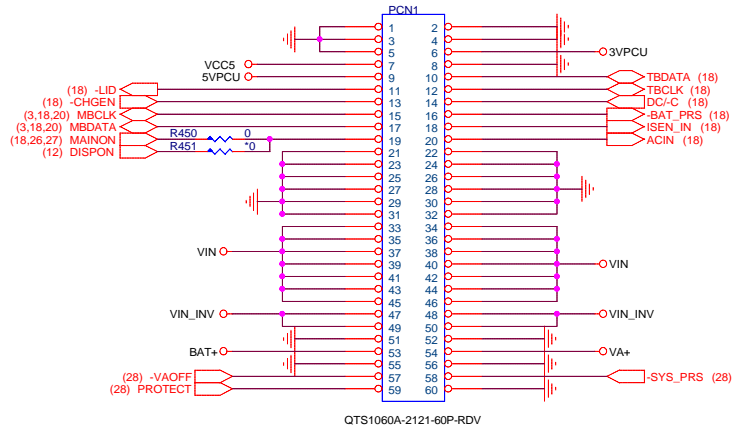 PCN1
1 2
3 4
5 6 3VPCU
VCC5 7 8
5VPCU 9 10 TBDATA (18)
(18) -LID 11 12 TBCLK (18)
(18) -CHGEN 13 14 DC/-C (18)
(3,18,20) MBCLK 15 16 -BAT_PRS (18)
(3,18,20) MBDATA 17 18 ISEN_IN (18)
(18,26,27) MAINON R450 0 19 20 ACIN (18)
(12) DISPON R451 *0
21 22
23 24
25 26
27 28
29 30
31 32
33 34
35 36
VIN 37 38
39 40 VIN
41 42
43 44
45 46
VIN_INV 47 48 VIN_INV
49 50
51 52
BAT+ 53 54 VA+
55 56
(28) -VAOFF 57 58 -SYS_PRS (28)
(28) PROTECT 59 60
QTS1060A-2121-60P-RDV